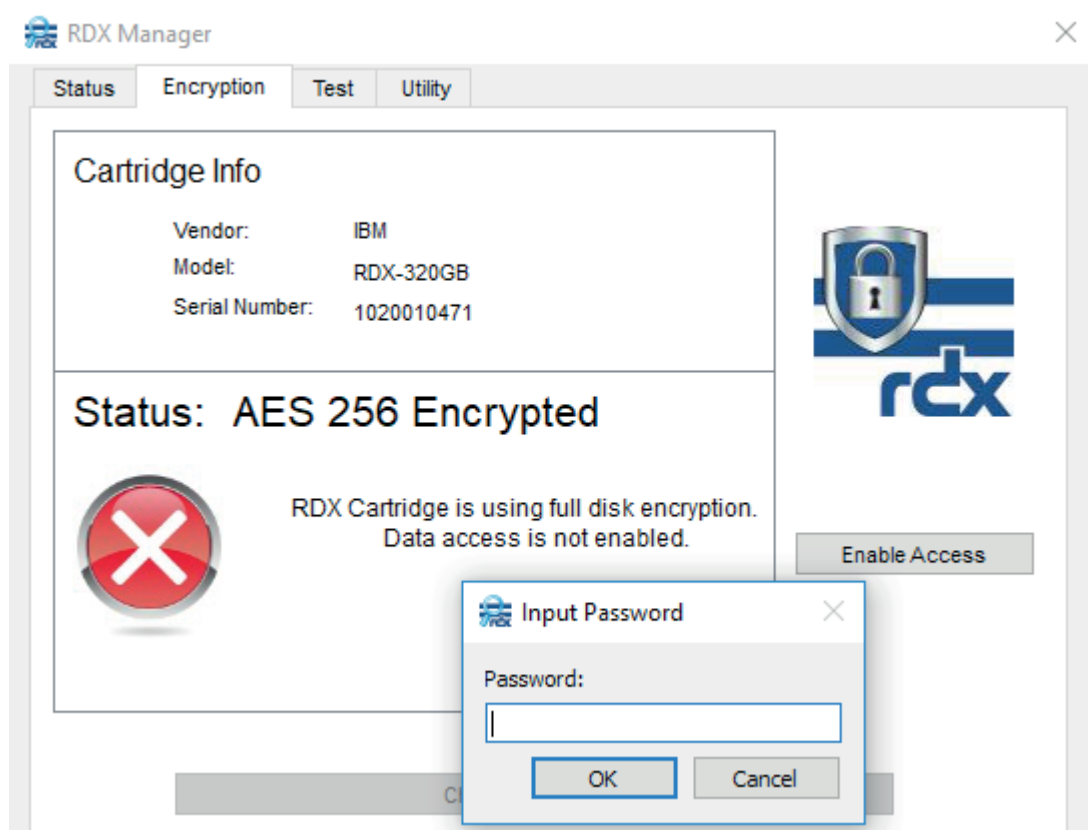 RDX Manager
Status Encryption Test Utility
Cartridge Info
Vendor: IBM
Model: RDX-320GB
Serial Number: 1020010471
rdx
Status: AES 256 Encrypted
RDX Cartridge is using full disk encryption.
Data access is not enabled.
Enable Access
Input Password
Password:
OK Cancel